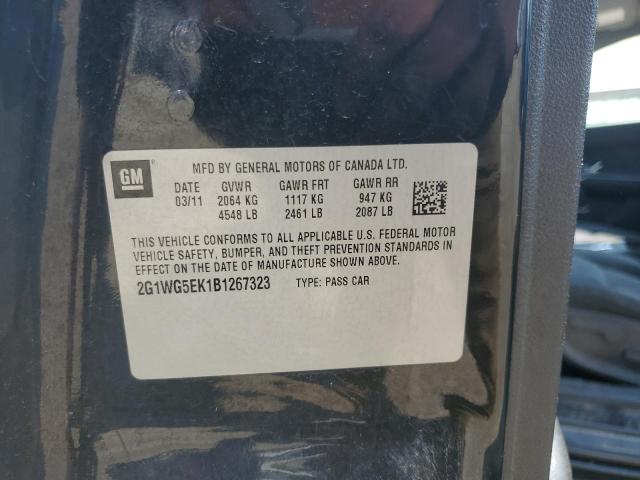 GM
MFD BY GENERAL MOTORS OF CANADA LTD.
DATE GVWR GAWR FRT GAWR RR
03/11 2064 KG 1117 KG 947 KG
4548 LB 2461 LB 2087 LB
THIS VEHICLE CONFORMS TO ALL APPLICABLE U.S. FEDERAL MOTOR
VEHICLE SAFETY, BUMPER, AND THEFT PREVENTION STANDARDS IN
EFFECT ON THE DATE OF MANUFACTURE SHOWN ABOVE.
2G1WG5EK1B1267323 TYPE: PASS CAR